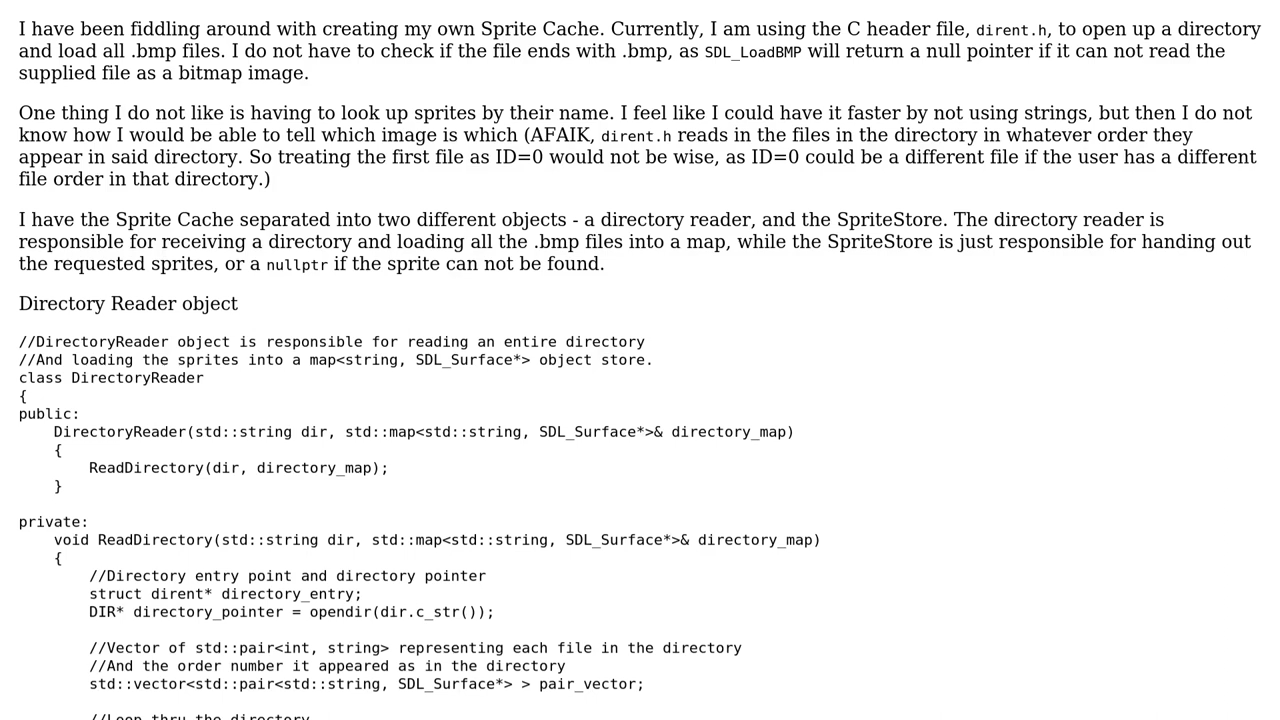 I have been fiddling around with creating my own Sprite Cache. Currently, I am using the C header file, dirent.h, to open up a directory
and load all .bmp files. I do not have to check if the file ends with .bmp, as SDL_LoadBMP will return a null pointer if it can not read the
supplied file as a bitmap image.
One thing I do not like is having to look up sprites by their name. I feel like I could have it faster by not using strings, but then I do not
know how I would be able to tell which image is which (AFAIK, dirent.h reads in the files in the directory in whatever order they
appear in said directory. So treating the first file as ID=0 would not be wise, as ID=0 could be a different file if the user has a different
file order in that directory.)
I have the Sprite Cache separated into two different objects - a directory reader, and the SpriteStore. The directory reader is
responsible for receiving a directory and loading all the .bmp files into a map, while the SpriteStore is just responsible for handing out
the requested sprites, or a nullptr if the sprite can not be found.
Directory Reader object
//DirectoryReader object is responsible for reading an entire directory
//And loading the sprites into a map<string, SDL_Surface*> object store.
class DirectoryReader
{
public:
    DirectoryReader(std::string dir, std::map<std::string, SDL_Surface*>& directory_map)
    {
        ReadDirectory(dir, directory_map);
    }
private:
    void ReadDirectory(std::string dir, std::map<std::string, SDL_Surface*>& directory_map)
    {
        //Directory entry point and directory pointer
        struct dirent* directory_entry;
        DIR* directory_pointer = opendir(dir.c_str());
        //Vector of std::pair<int, string> representing each file in the directory
        //And the order number it appeared as in the directory
        std::vector<std::pair<std::string, SDL_Surface*> > pair_vector;
        //Loop thru the directory